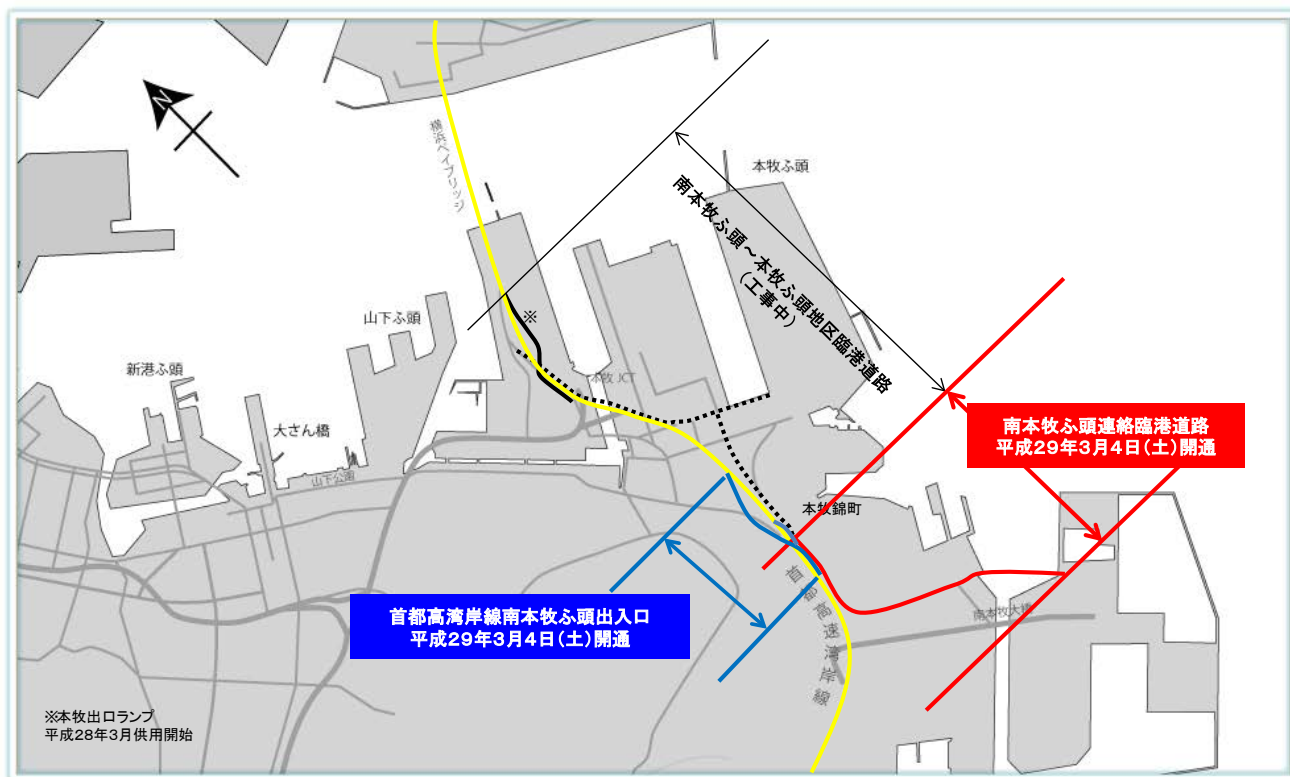 N
横浜ベイブリッジ
本牧ふ頭
南本牧ふ頭～本牧ふ頭地区臨港道路
（工事中）
※
山下ふ頭
新港ふ頭
大さん橋
山下公園
本牧 JCT
南本牧ふ頭連絡臨港道路
平成29年3月4日(土)開通
本牧錦町
首都高速湾岸線
南本牧大橋
首都高湾岸線南本牧ふ頭出入口
平成29年3月4日(土)開通
※本牧出口ランプ
平成28年3月供用開始